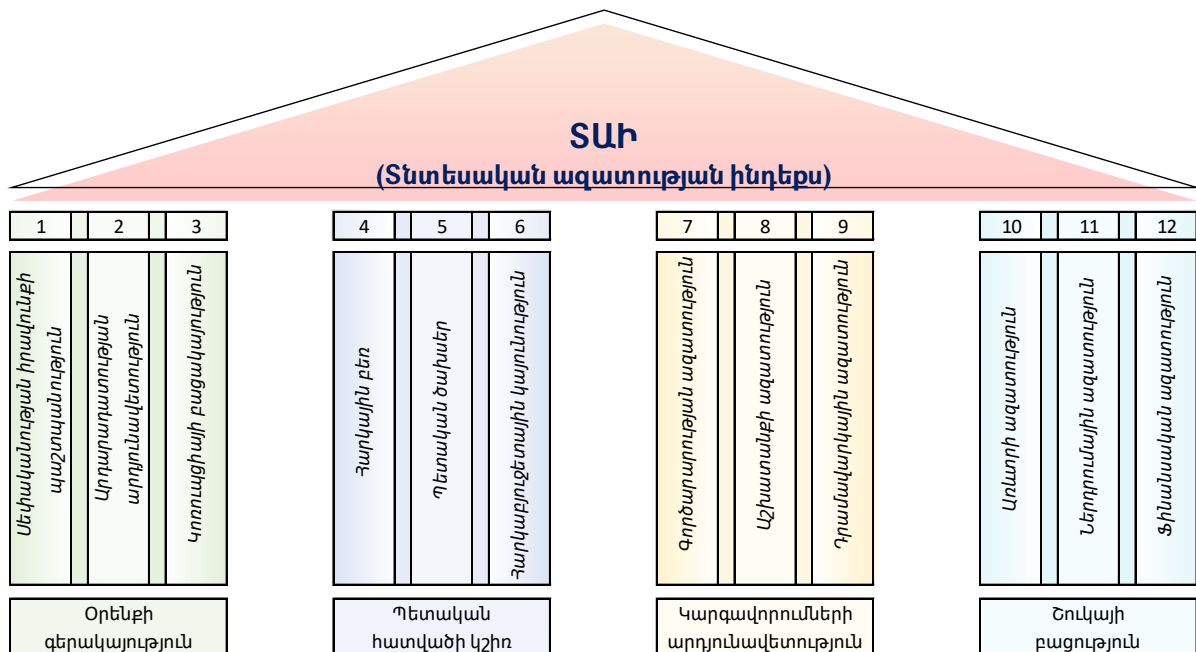 ՏԱԻ
(Տնտեսական ազատության ինդեքս)
1 2 3 4 5 6 7 8 9 10 11 12
Սեփականության իրավունքի
պաշտպանություն
Արդարադատության
արդյունավետություն
Կոռուպցիայի բացակայություն
Հարկային բեռ
Պետական ծախսեր
Հարկաբյուջետային կայունություն
Գործարարության ազատություն
Աշխատանքի ազատություն
Դրամավարկային ազատություն
Առևտրի ազատություն
Ներդրումային ազատություն
Ֆինանսական ազատություն
Օրենքի
գերակայություն
Պետական
հատվածի կշիռ
Կարգավորումների
արդյունավետություն
Շուկայի
բացություն